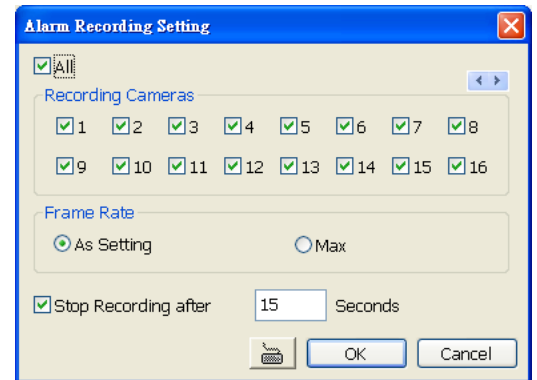 Alarm Recording Setting
All
Recording Cameras
1 2 3 4 5 6 7 8
9 10 11 12 13 14 15 16
Frame Rate
As Setting Max
Stop Recording after 15 Seconds
OK Cancel